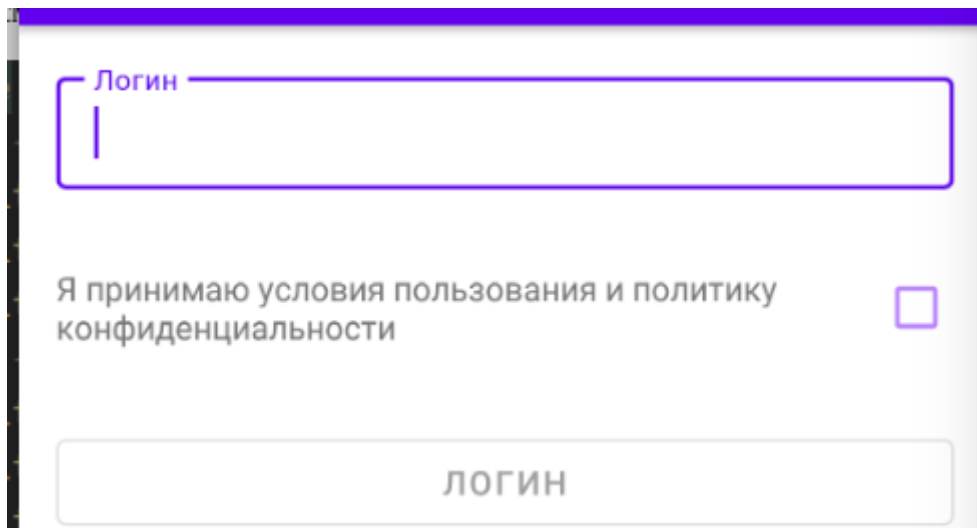 Логин
Я принимаю условия пользования и политику
конфиденциальности
ЛОГИН